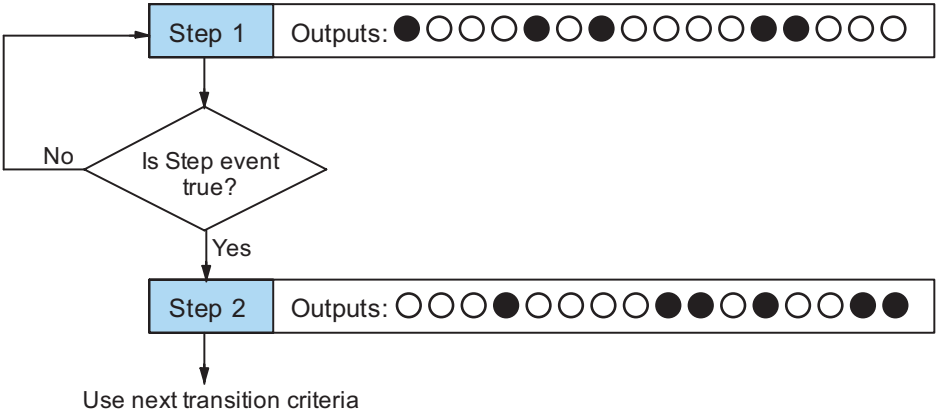 Step 1 Outputs:
No
Is Step event
true?
Yes
Step 2 Outputs:
Use next transition criteria